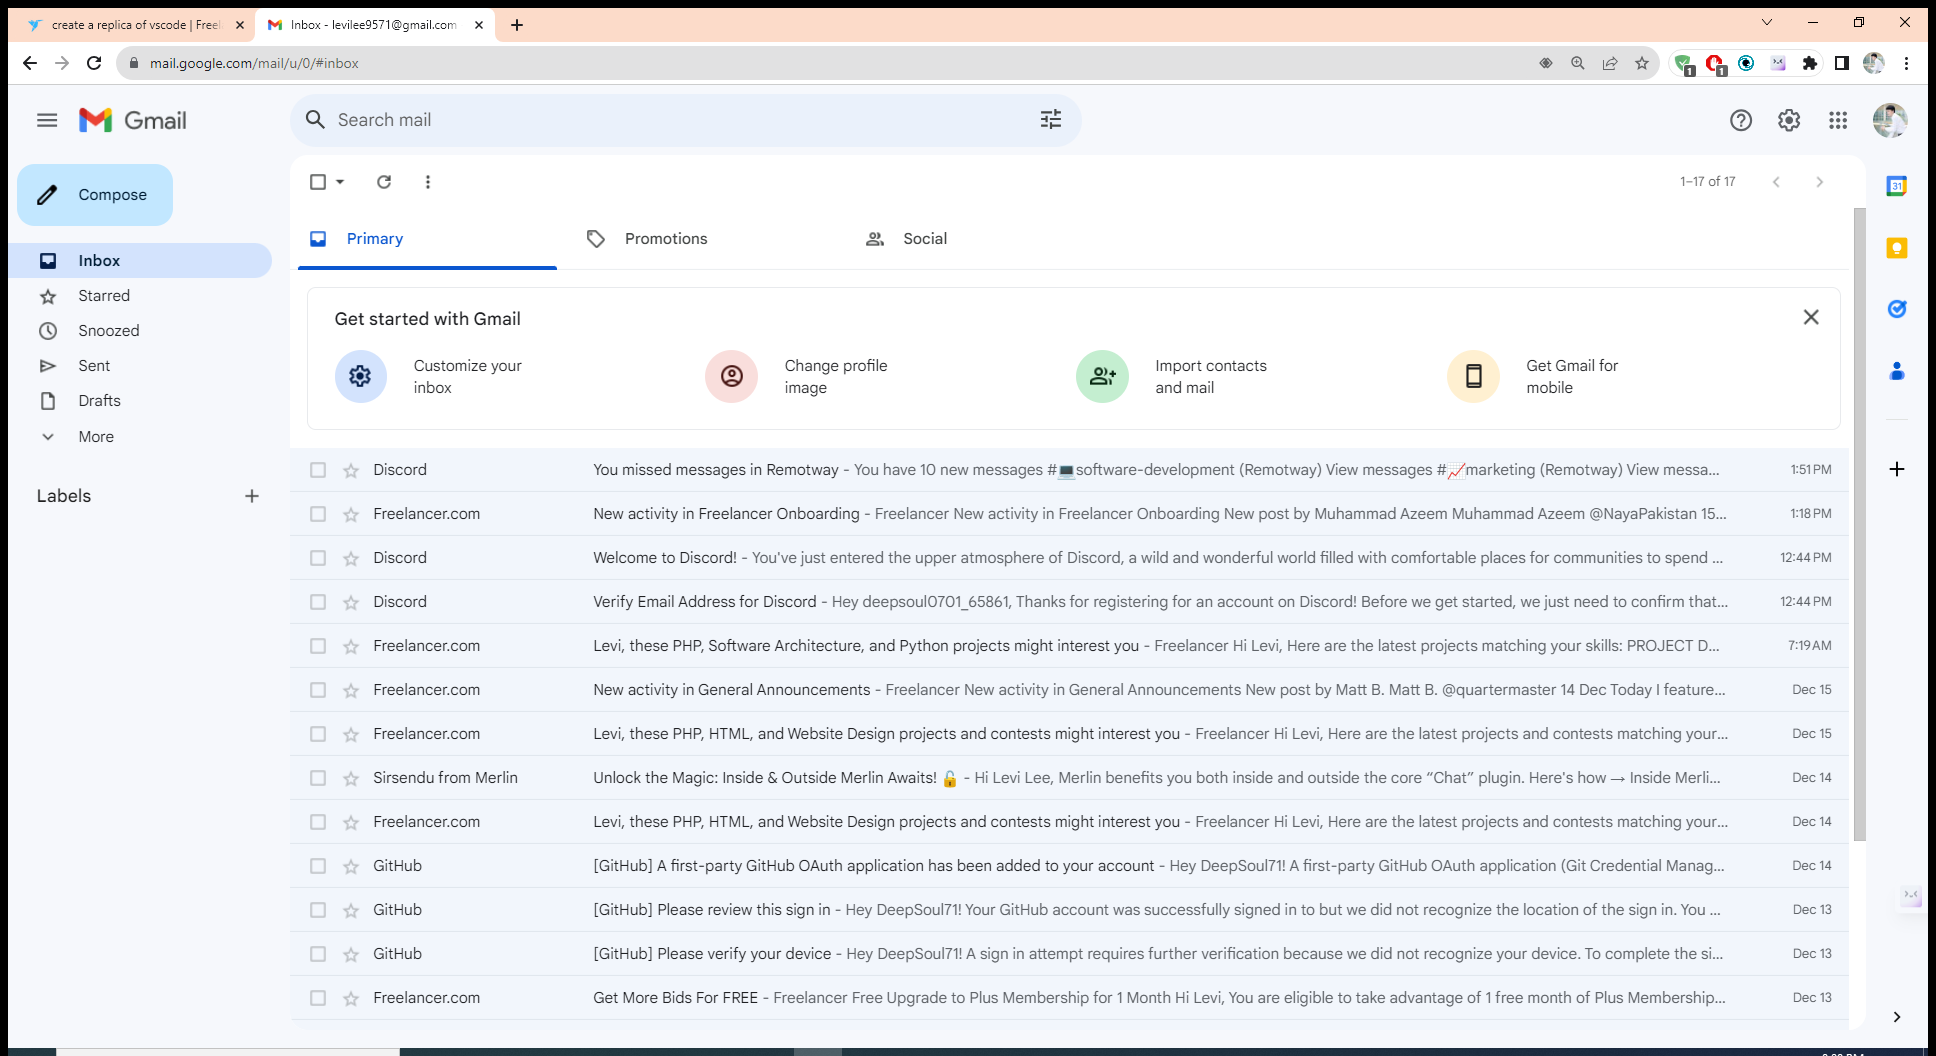 create a replica of vscode | Free
Inbox - levilee9571@gmail.com
mail.google.com/mail/u/0/#inbox
1
1
Gmail
Search mail
Compose
1–17 of 17
31
Primary
Promotions
Social
Inbox
Starred
Snoozed
Sent
Drafts
More
Labels
Get started with Gmail
Customize your
inbox
Change profile
image
Import contacts
and mail
Get Gmail for
mobile
Discord You missed messages in Remotway - You have 10 new messages #💻software-development (Remotway) View messages #📈marketing (Remotway) View messa... 1:51 PM
Freelancer.com New activity in Freelancer Onboarding - Freelancer New activity in Freelancer Onboarding New post by Muhammad Azeem Muhammad Azeem @NayaPakistan 15... 1:18 PM
Discord Welcome to Discord! - You've just entered the upper atmosphere of Discord, a wild and wonderful world filled with comfortable places for communities to spend ... 12:44 PM
Discord Verify Email Address for Discord - Hey deepsoul0701_65861, Thanks for registering for an account on Discord! Before we get started, we just need to confirm that... 12:44 PM
Freelancer.com Levi, these PHP, Software Architecture, and Python projects might interest you - Freelancer Hi Levi, Here are the latest projects matching your skills: PROJECT D... 7:19 AM
Freelancer.com New activity in General Announcements - Freelancer New activity in General Announcements New post by Matt B. Matt B. @quartermaster 14 Dec Today I feature... Dec 15
Freelancer.com Levi, these PHP, HTML, and Website Design projects and contests might interest you - Freelancer Hi Levi, Here are the latest projects and contests matching your... Dec 15
Sirsendu from Merlin Unlock the Magic: Inside & Outside Merlin Awaits! 🔓 - Hi Levi Lee, Merlin benefits you both inside and outside the core “Chat” plugin. Here's how → Inside Merli... Dec 14
Freelancer.com Levi, these PHP, HTML, and Website Design projects and contests might interest you - Freelancer Hi Levi, Here are the latest projects and contests matching your... Dec 14
GitHub [GitHub] A first-party GitHub OAuth application has been added to your account - Hey DeepSoul71! A first-party GitHub OAuth application (Git Credential Manag... Dec 14
GitHub [GitHub] Please review this sign in - Hey DeepSoul71! Your GitHub account was successfully signed in to but we did not recognize the location of the sign in. You ... Dec 13
GitHub [GitHub] Please verify your device - Hey DeepSoul71! A sign in attempt requires further verification because we did not recognize your device. To complete the si... Dec 13
Freelancer.com Get More Bids For FREE - Freelancer Free Upgrade to Plus Membership for 1 Month Hi Levi, You are eligible to take advantage of 1 free month of Plus Membership... Dec 13